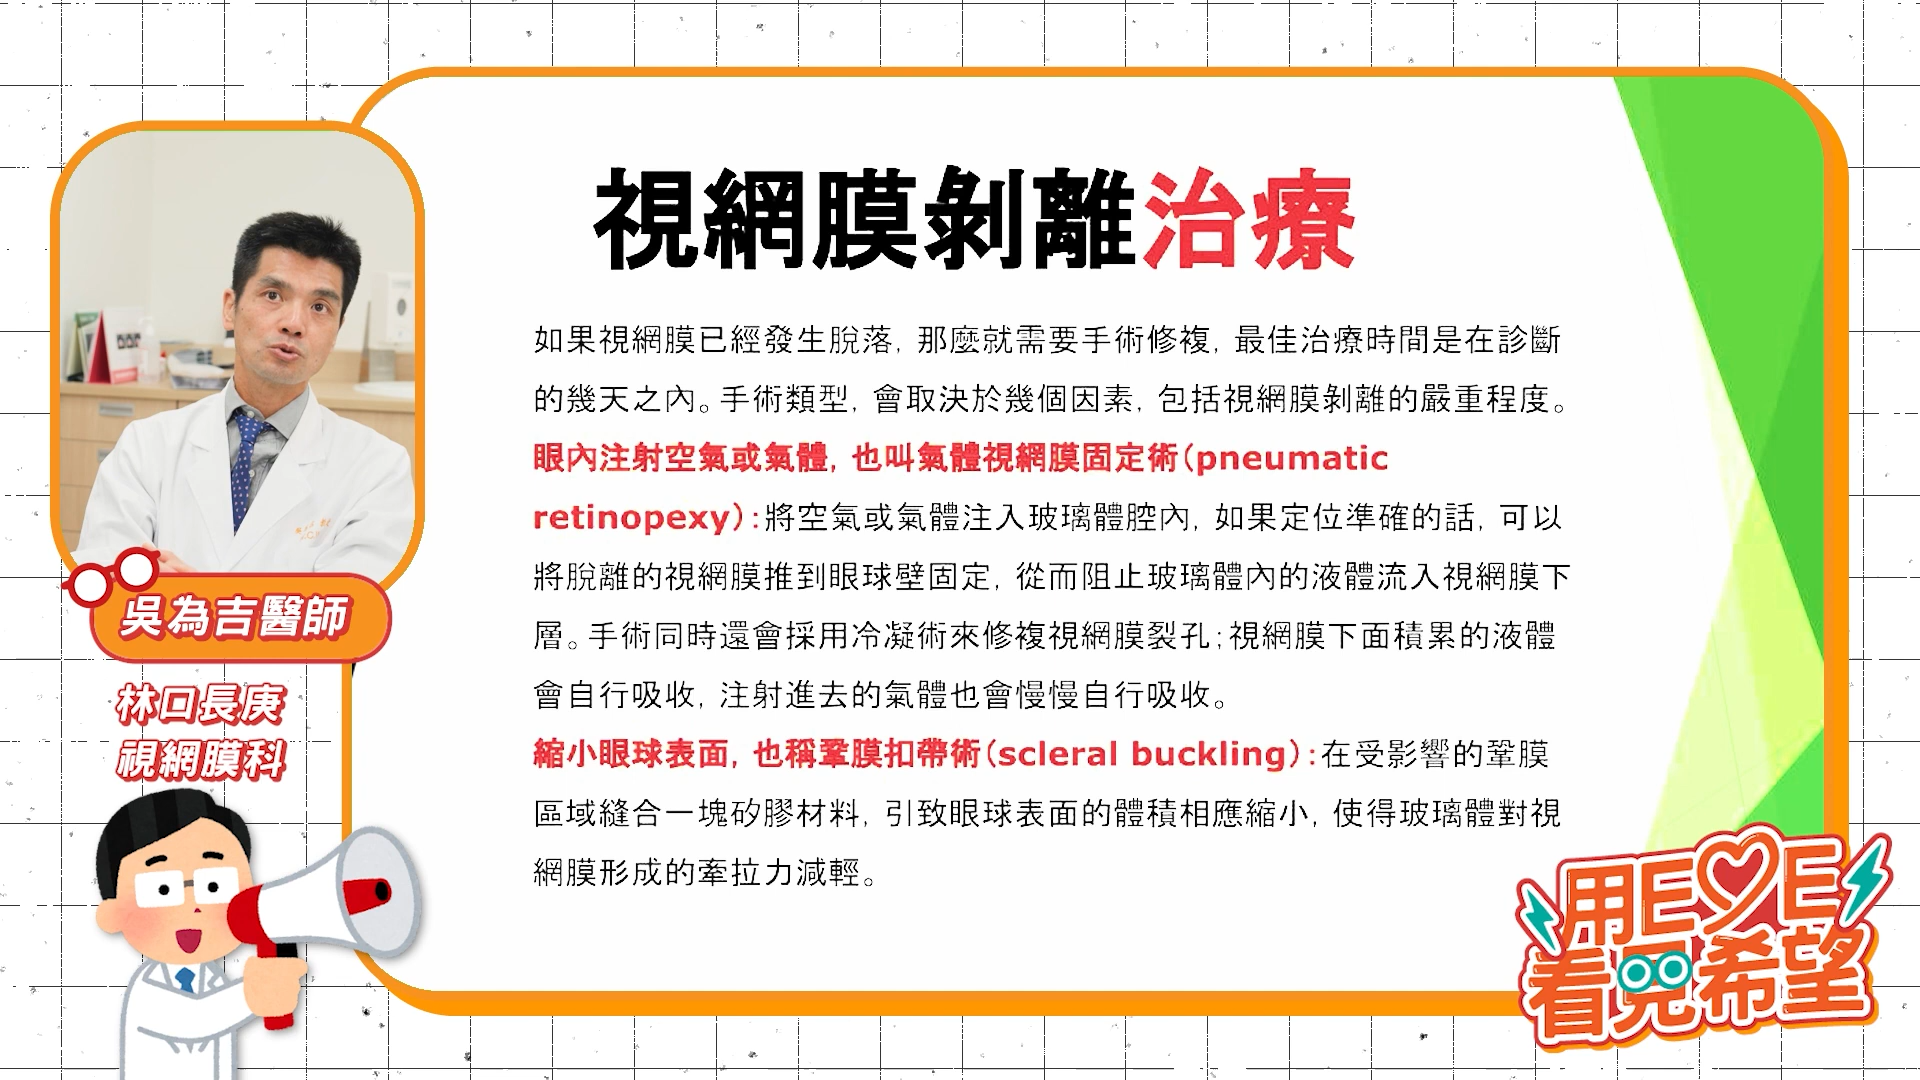 視網膜剝離治療
如果視網膜已經發生脫落, 那麼就需要手術修複, 最佳治療時間是在診斷
的幾天之內。手術類型, 會取決於幾個因素, 包括視網膜剝離的嚴重程度。
眼內注射空氣或氣體, 也叫氣體視網膜固定術(pneumatic
retinopexy):將空氣或氣體注入玻璃體腔內, 如果定位準確的話, 可以
將脫離的視網膜推到眼球壁固定, 從而阻止玻璃體內的液體流入視網膜下
層。手術同時還會採用冷凝術來修複視網膜裂孔;視網膜下面積累的液體
會自行吸收, 注射進去的氣體也會慢慢自行吸收。
縮小眼球表面, 也稱鞏膜扣帶術(scleral buckling):在受影響的鞏膜
區域縫合一塊矽膠材料, 引致眼球表面的體積相應縮小, 使得玻璃體對視
網膜形成的牽拉力減輕。
吳為吉醫師
林口長庚
視網膜科
用EYE
看見希望